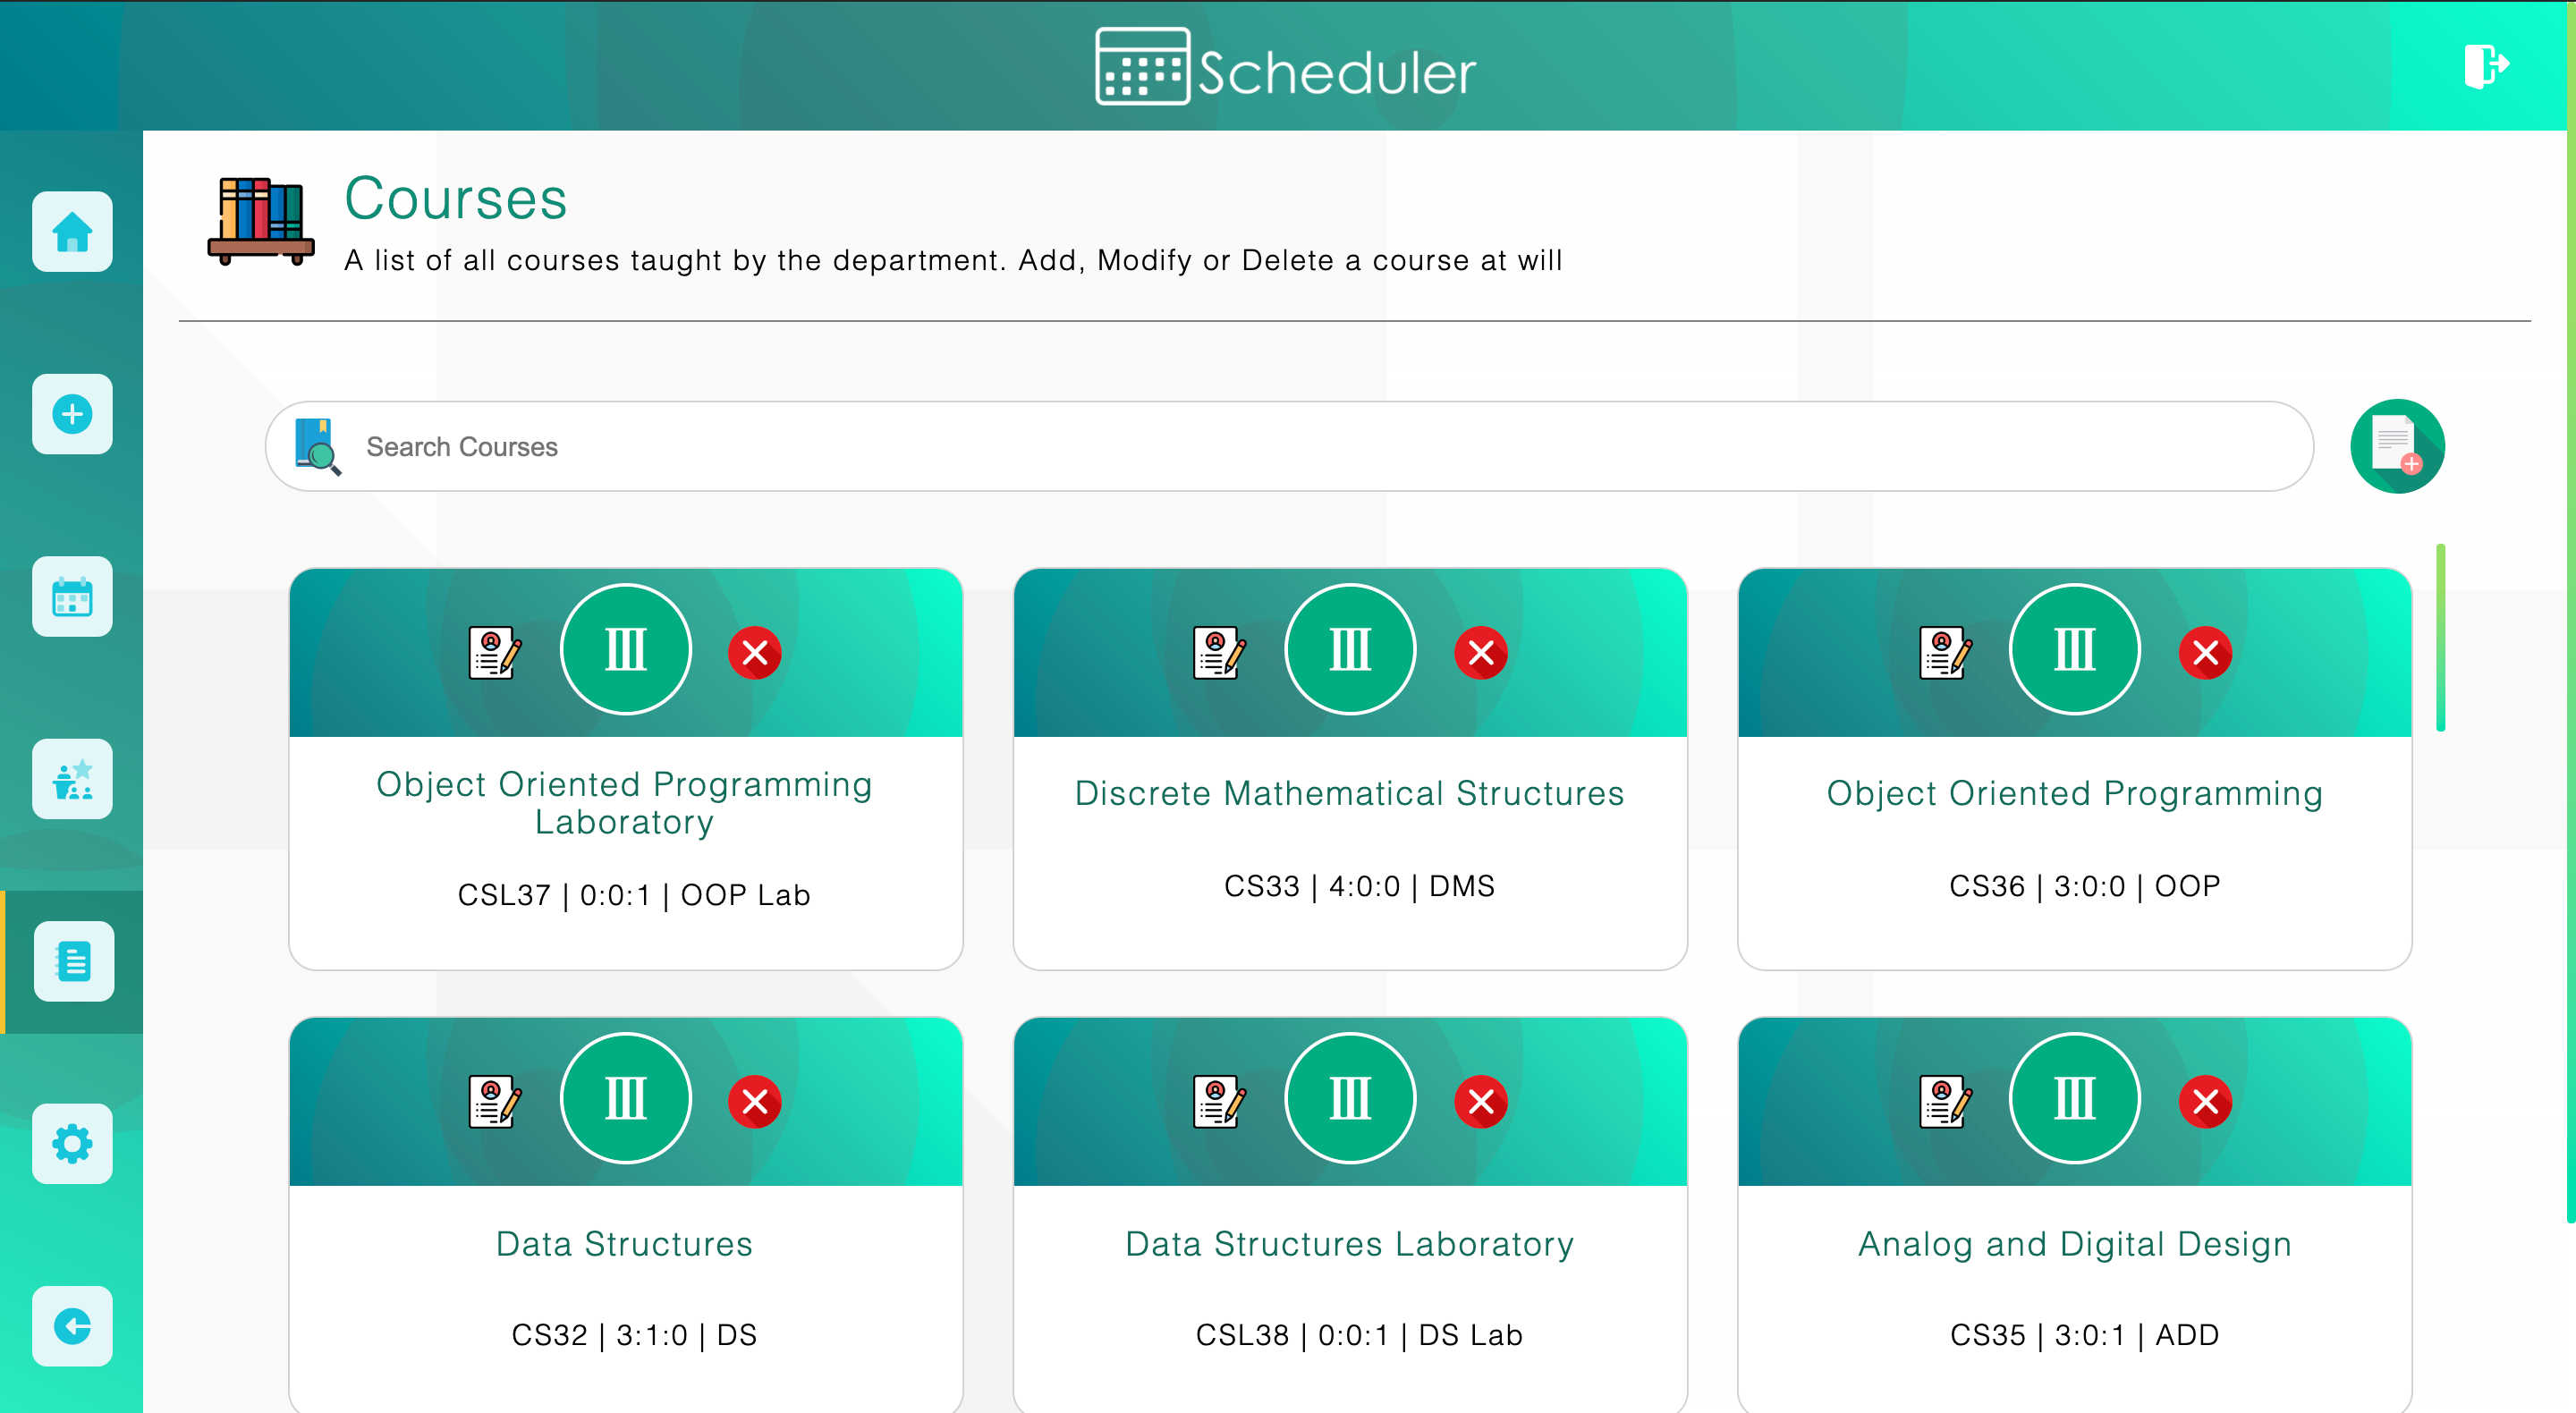 Scheduler
Courses
A list of all courses taught by the department. Add, Modify or Delete a course at will
Search Courses
III
Object Oriented Programming
Laboratory
CSL37 | 0:0:1 | OOP Lab
III
Discrete Mathematical Structures
CS33 | 4:0:0 | DMS
III
Object Oriented Programming
CS36 | 3:0:0 | OOP
III
Data Structures
CS32 | 3:1:0 | DS
III
Data Structures Laboratory
CSL38 | 0:0:1 | DS Lab
III
Analog and Digital Design
CS35 | 3:0:1 | ADD